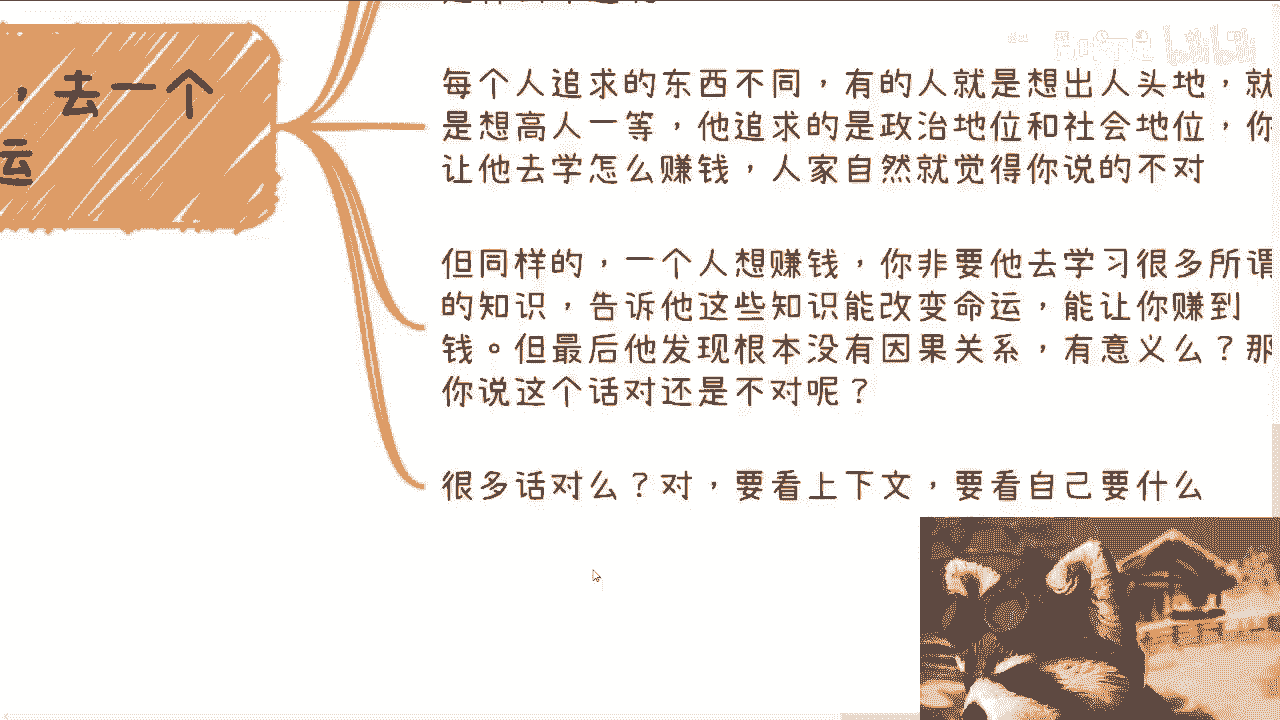 ，去一个
运
每个人追求的东西不同，有的人就是想出人头地，就
是想高人一等，他追求的是政治地位和社会地位，你
让他去学怎么赚钱，人家自然就觉得你说的不对
但同样的，一个人想赚钱，你非要他去学习很多所谓
的知识，告诉他这些知识能改变命运，能让你赚到
钱。但最后他发现根本没有因果关系，有意义么？那
你说这个话对还是不对呢？
很多话对么？对，要看上下文，要看自己要什么